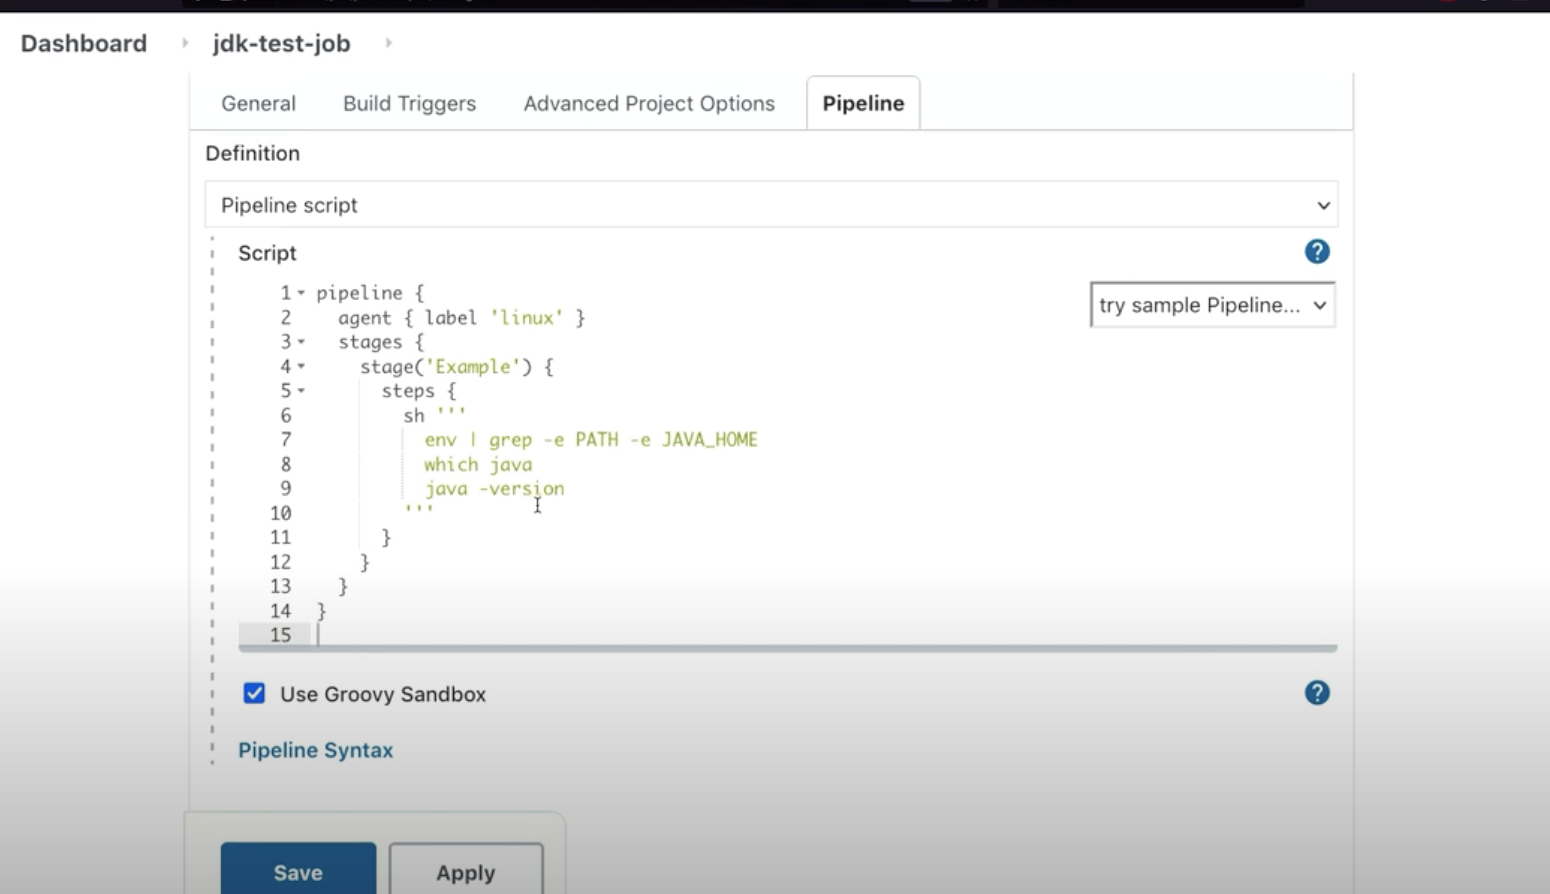 Dashboard jdk-test-job
General Build Triggers Advanced Project Options Pipeline
Definition
Pipeline script
Script
try sample Pipeline...
1 pipeline {
2 agent { label 'linux' }
3 stages {
4 stage('Example') {
5 steps {
6 sh '''
7 env | grep -e PATH -e JAVA_HOME
8 which java
9 java -version
10 '''
11 }
12 }
13 }
14 }
15
Use Groovy Sandbox
Pipeline Syntax
Save Apply